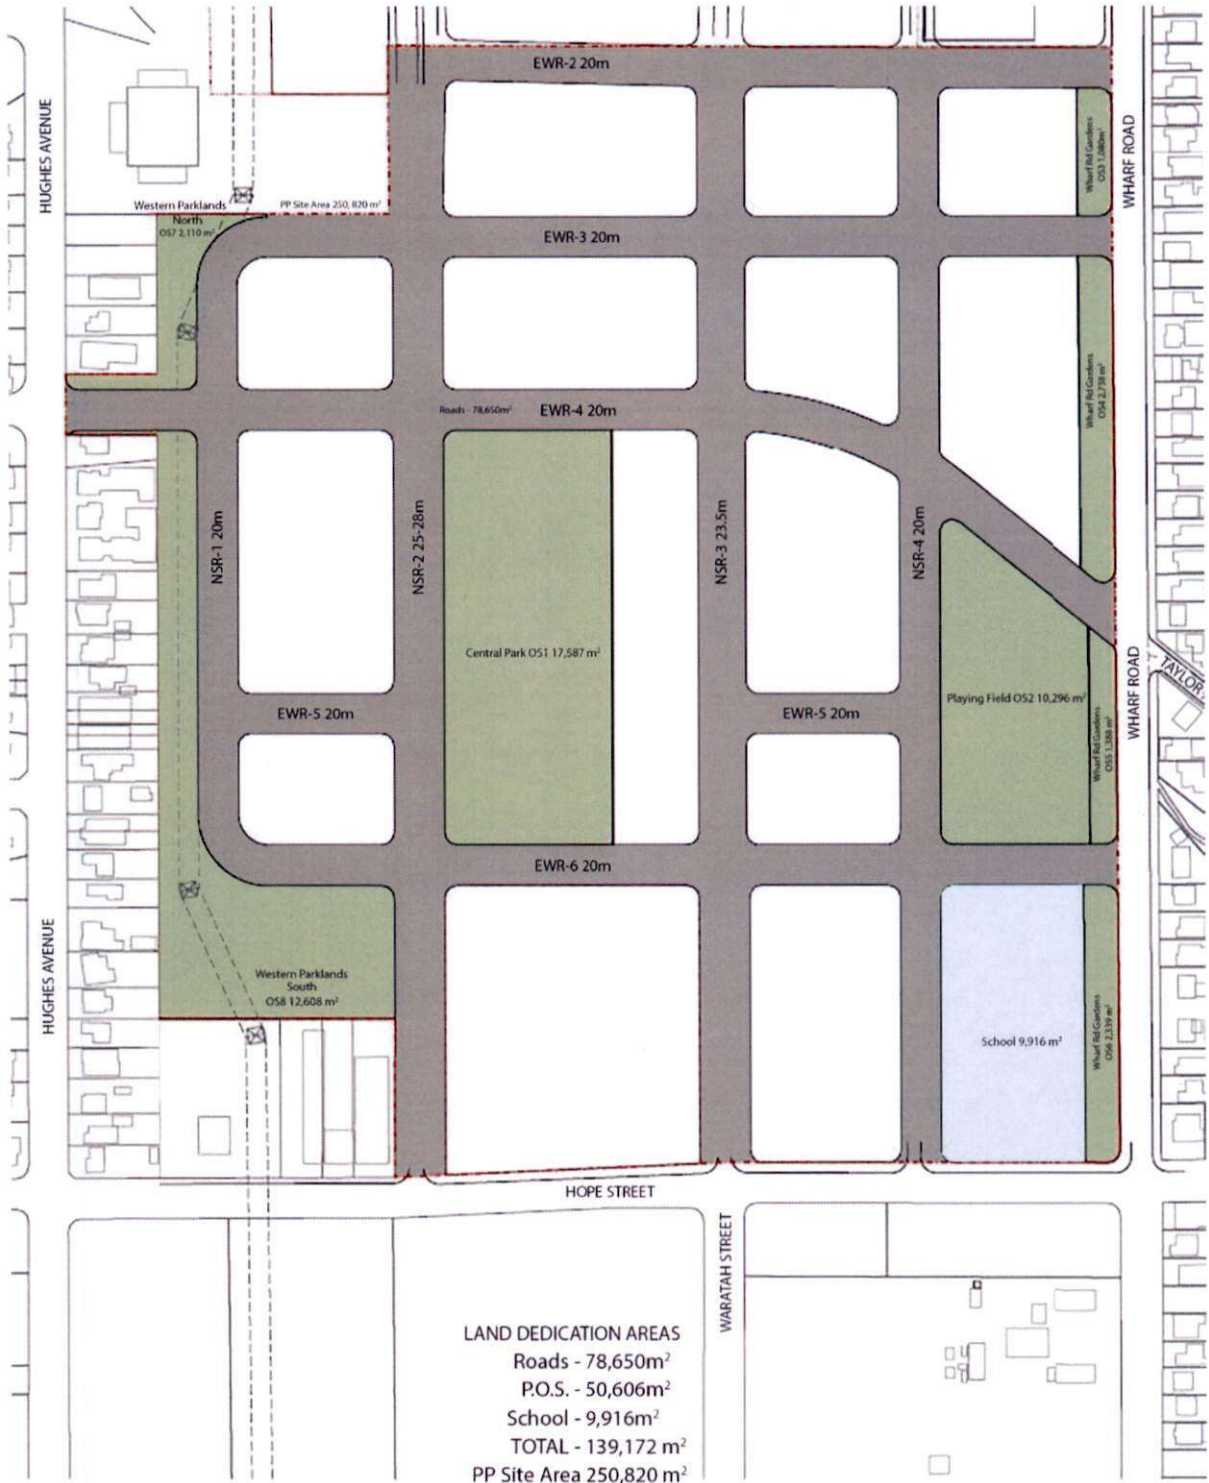 EWR-2 20m
HUGHES AVENUE
WHARF ROAD
Wharf Rd Gardens
OS3 1,080m²
Western Parklands
North
OS7 2,110 m²
PP Site Area 250, 820 m²
EWR-3 20m
Wharf Rd Gardens
OS4 2,738 m²
Roads - 78,650m²
EWR-4 20m
NSR-1 20m
NSR-2 25-28m
NSR-3 23.5m
NSR-4 20m
Central Park OS1 17,587 m²
Playing Field OS2 10,296 m²
Wharf Rd Gardens
WHARF ROAD
TAYLOR
EWR-5 20m
EWR-5 20m
EWR-6 20m
HUGHES AVENUE
Western Parklands
South
OS8 12,608 m²
School 9,916 m²
Wharf Rd Gardens
OS6 2,339 m²
HOPE STREET
WARATAH STREET
LAND DEDICATION AREAS
Roads - 78,650m²
P.O.S. - 50,606m²
School - 9,916m²
TOTAL - 139,172 m²
PP Site Area 250,820 m²